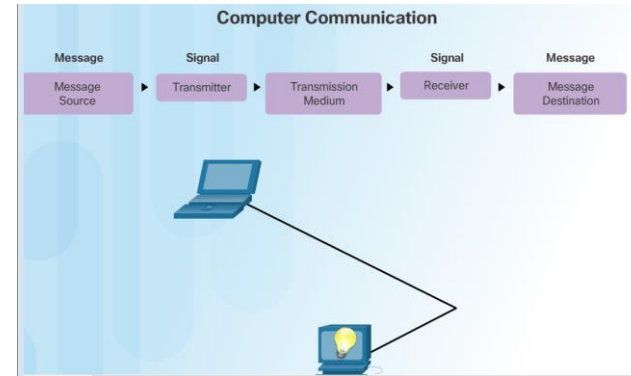 Computer Communication
Message
Signal
Signal
Message
Message
Source
Transmitter
Transmission
Medium
Receiver
Message
Destination